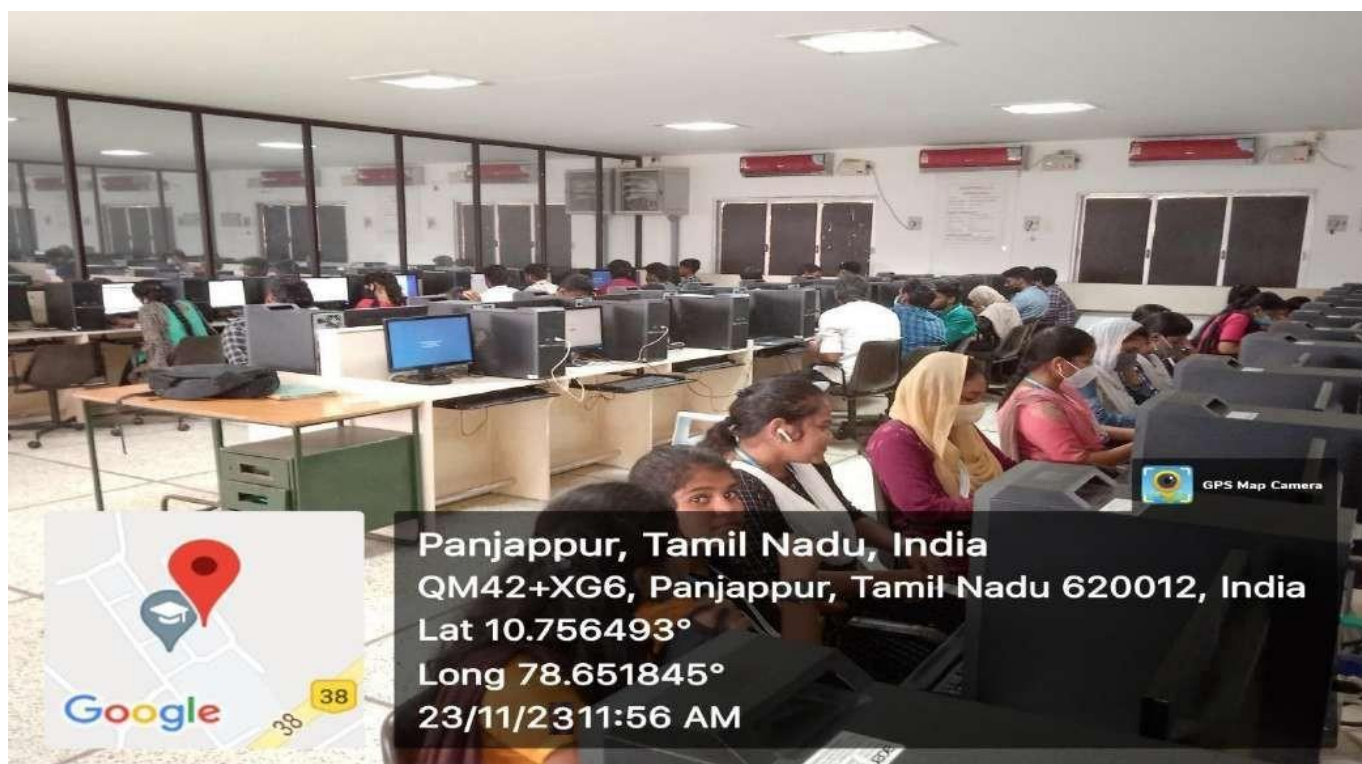 GPS Map Camera
Panjappur, Tamil Nadu, India
QM42+XG6, Panjappur, Tamil Nadu 620012, India
Lat 10.756493°
Long 78.651845°
23/11/2311:56 AM
Google
38
38